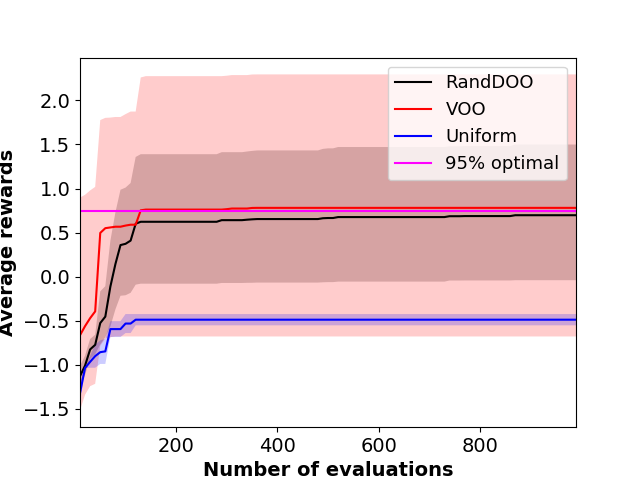 RandDOO
VOO
Uniform
95% optimal
2.0
1.5
1.0
0.5
0.0
−0.5
−1.0
−1.5
Average rewards
200 400 600 800
Number of evaluations